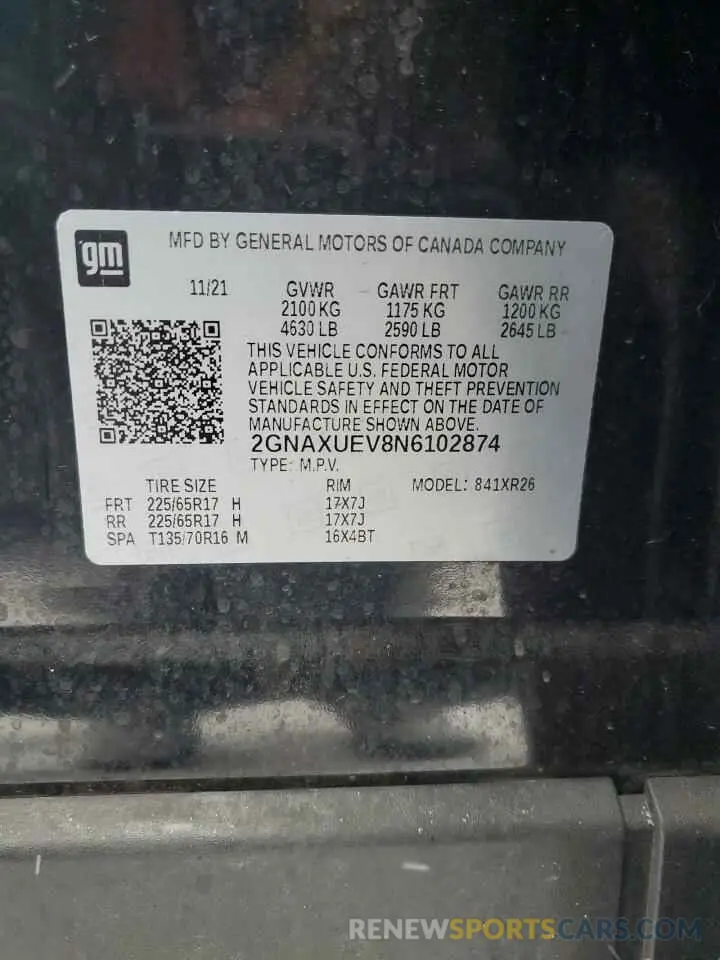 gm
MFD BY GENERAL MOTORS OF CANADA COMPANY
11/21 GVWR GAWR FRT GAWR RR
2100 KG 1175 KG 1200 KG
4630 LB 2590 LB 2645 LB
THIS VEHICLE CONFORMS TO ALL
APPLICABLE U.S. FEDERAL MOTOR
VEHICLE SAFETY AND THEFT PREVENTION
STANDARDS IN EFFECT ON THE DATE OF
MANUFACTURE SHOWN ABOVE.
2GNAXUEV8N6102874
TYPE: M.P.V.
TIRE SIZE RIM MODEL: 841XR26
FRT 225/65R17 H 17X7J
RR 225/65R17 H 17X7J
SPA T135/70R16 M 16X4BT
RENEWSPORTSCARS.COM